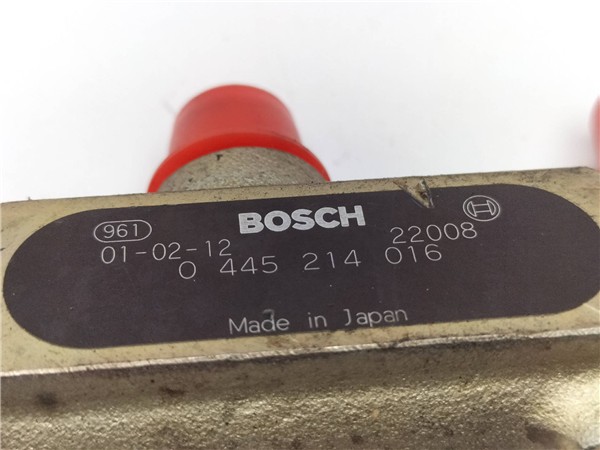 961 BOSCH
01-02-12 22008
0 445 214 016
Made in Japan